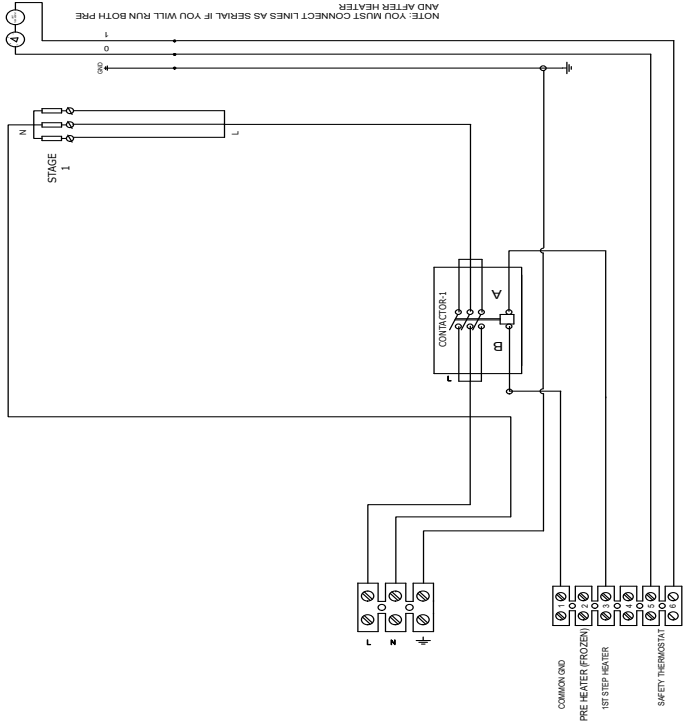 NOTE: YOU MUST CONNECT LINES AS SERIAL IF YOU WILL RUN BOTH PRE
AND AFTER HEATER
1
0
GND
N
L
STAGE
1
CONTACTOR-1
A
B
L
L
N
1
2
3
4
5
6
COMMON GND
PRE HEATER (FROZEN)
1ST STEP HEATER
SAFETY THERMOSTAT